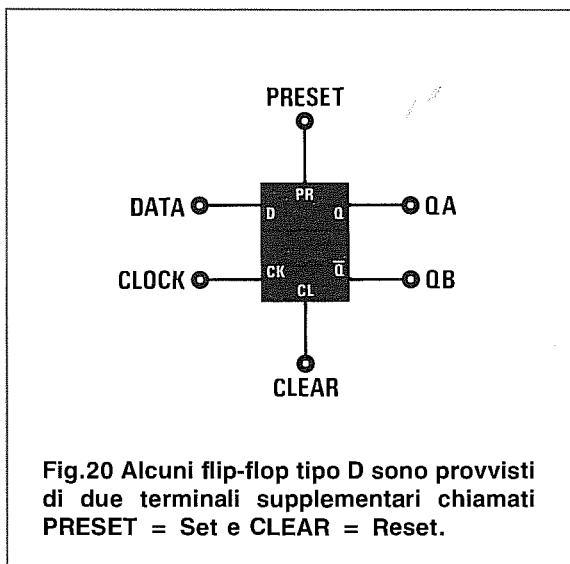 PRESET
PR
DATA
D
Q
QA
CLOCK
CK
Q̅
QB
CL
CLEAR
Fig.20 Alcuni flip-flop tipo D sono provvisti
di due terminali supplementari chiamati
PRESET = Set e CLEAR = Reset.